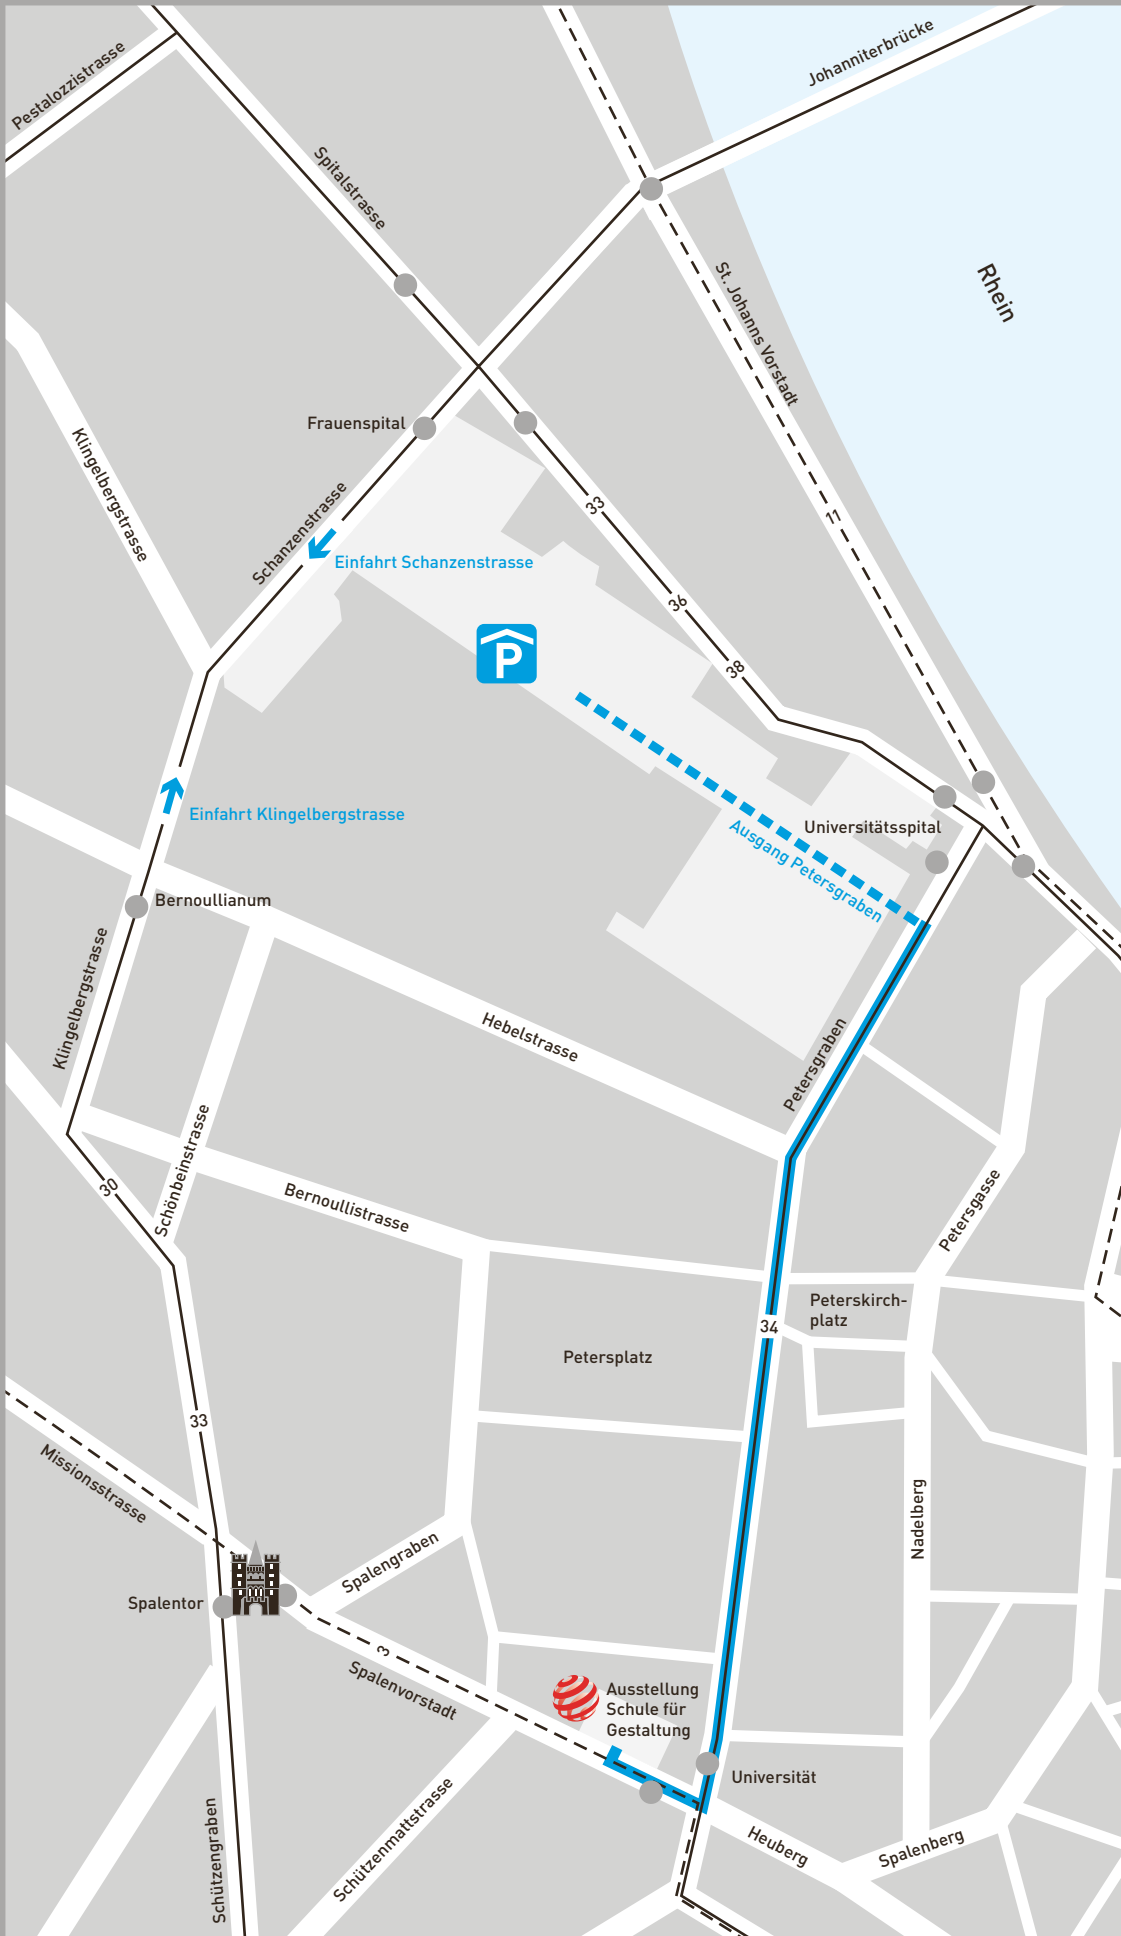 Johanniterbrücke
Pestalozzistrasse
Spitalstrasse
Rhein
St. Johanns Vorstadt
Frauenspital
Klingelbergstrasse
Schanzenstrasse
33
11
Einfahrt Schanzenstrasse
36
P
38
Einfahrt Klingelbergstrasse
Universitätsspital
Ausgang Petersgraben
Bernoullianum
Klingelbergstrasse
Hebelstrasse
Petersgraben
30
Schönbeinstrasse
Bernoullistrasse
Petersgasse
Peterskirch-
platz
34
Petersplatz
33
Missionsstrasse
Nadelberg
Spalengraben
Spalentor
3
Spalenvorstadt
Ausstellung
Schule für
Gestaltung
Universität
Schützengraben
Schützenmattstrasse
Heuberg
Spalenberg